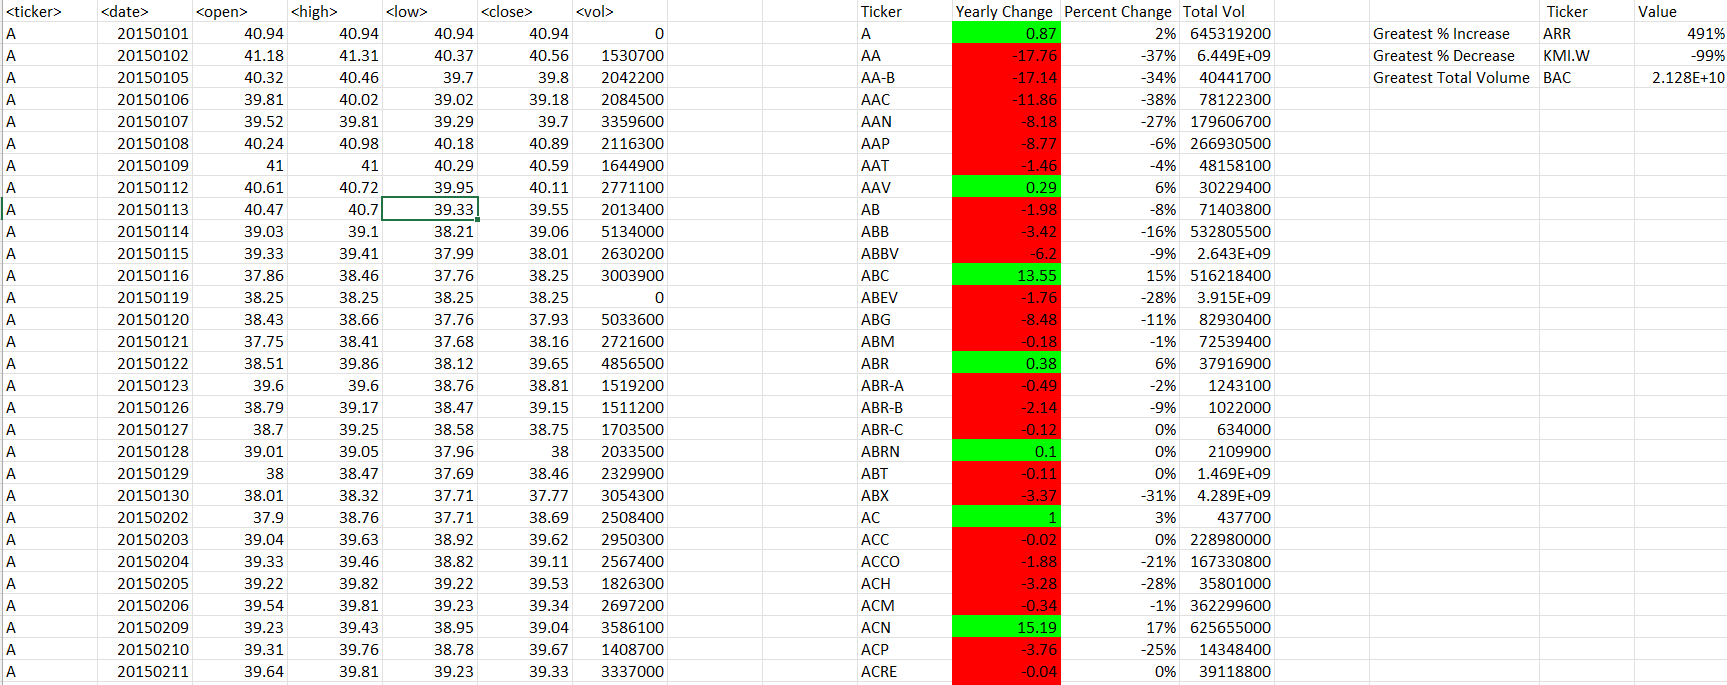 <ticker> <date> <open> <high> <low> <close> <vol> Ticker Yearly Change Percent Change Total Vol Ticker Value
A 20150101 40.94 40.94 40.94 40.94 0 A 0.87 2% 645319200 Greatest % Increase ARR 491%
A 20150102 41.18 41.31 40.37 40.56 1530700 AA -17.76 -37% 6.449E+09 Greatest % Decrease KMI.W -99%
A 20150105 40.32 40.46 39.7 39.8 2042200 AA-B -17.14 -34% 40441700 Greatest Total Volume BAC 2.128E+10
A 20150106 39.81 40.02 39.02 39.18 2084500 AAC -11.86 -38% 78122300
A 20150107 39.52 39.81 39.29 39.7 3359600 AAN -8.18 -27% 179606700
A 20150108 40.24 40.98 40.18 40.89 2116300 AAP -8.77 -6% 266930500
A 20150109 41 41 40.29 40.59 1644900 AAT -1.46 -4% 48158100
A 20150112 40.61 40.72 39.95 40.11 2771100 AAV 0.29 6% 30229400
A 20150113 40.47 40.7 39.33 39.55 2013400 AB -1.98 -8% 71403800
A 20150114 39.03 39.1 38.21 39.06 5134000 ABB -3.42 -16% 532805500
A 20150115 39.33 39.41 37.99 38.01 2630200 ABBV -6.2 -9% 2.643E+09
A 20150116 37.86 38.46 37.76 38.25 3003900 ABC 13.55 15% 516218400
A 20150119 38.25 38.25 38.25 38.25 0 ABEV -1.76 -28% 3.915E+09
A 20150120 38.43 38.66 37.76 37.93 5033600 ABG -8.48 -11% 82930400
A 20150121 37.75 38.41 37.68 38.16 2721600 ABM -0.18 -1% 72539400
A 20150122 38.51 39.86 38.12 39.65 4856500 ABR 0.38 6% 37916900
A 20150123 39.6 39.6 38.76 38.81 1519200 ABR-A -0.49 -2% 1243100
A 20150126 38.79 39.17 38.47 39.15 1511200 ABR-B -2.14 -9% 1022000
A 20150127 38.7 39.25 38.58 38.75 1703500 ABR-C -0.12 0% 634000
A 20150128 39.01 39.05 37.96 38 2033500 ABRN 0.1 0% 2109900
A 20150129 38 38.47 37.69 38.46 2329900 ABT -0.11 0% 1.469E+09
A 20150130 38.01 38.32 37.71 37.77 3054300 ABX -3.37 -31% 4.289E+09
A 20150202 37.9 38.76 37.71 38.69 2508400 AC 1 3% 437700
A 20150203 39.04 39.63 38.92 39.62 2950300 ACC -0.02 0% 228980000
A 20150204 39.33 39.46 38.82 39.11 2567400 ACCO -1.88 -21% 167330800
A 20150205 39.22 39.82 39.22 39.53 1826300 ACH -3.28 -28% 35801000
A 20150206 39.54 39.81 39.23 39.34 2697200 ACM -0.34 -1% 362299600
A 20150209 39.23 39.43 38.95 39.04 3586100 ACN 15.19 17% 625655000
A 20150210 39.31 39.76 38.78 39.67 1408700 ACP -3.76 -25% 14348400
A 20150211 39.64 39.81 39.23 39.33 3337000 ACRE -0.04 0% 39118800